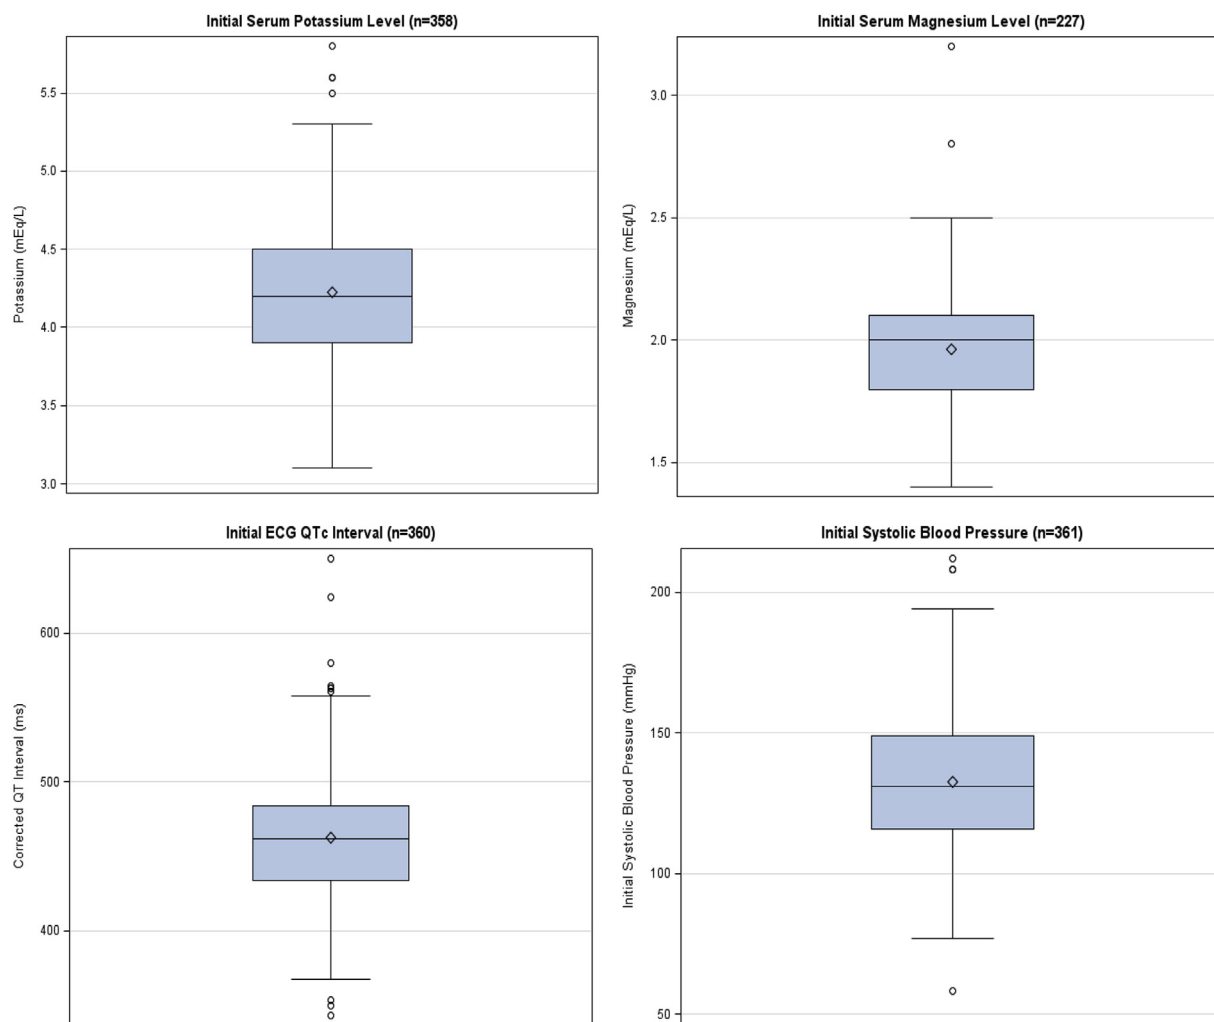 Initial Serum Potassium Level (n=358)
Potassium (mEq/L)
5.5
5.0
4.5
4.0
3.5
3.0
Initial Serum Magnesium Level (n=227)
Magnesium (mEq/L)
3.0
2.5
2.0
1.5
Initial ECG QTc Interval (n=360)
Corrected QT Interval (ms)
600
500
400
Initial Systolic Blood Pressure (n=361)
Initial Systolic Blood Pressure (mmHg)
200
150
100
50